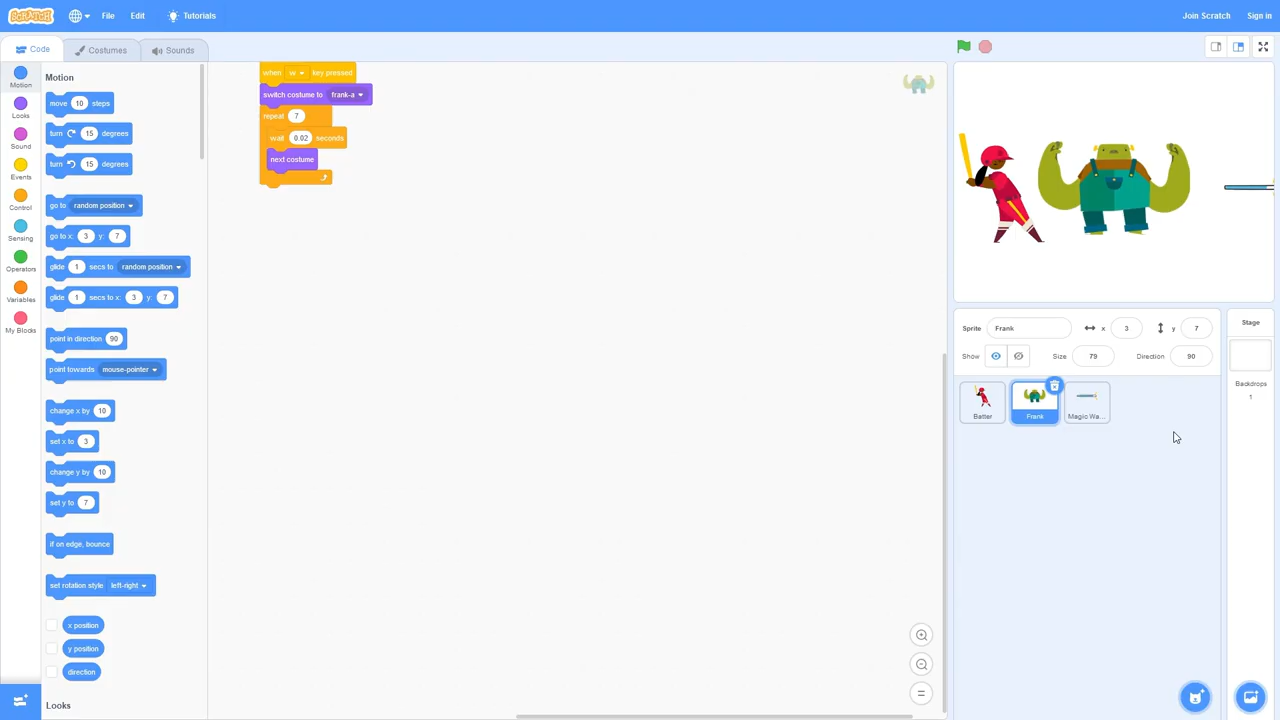 SCRATCH File Edit Tutorials Join Scratch Sign in
Code Costumes Sounds
Motion
Looks
Sound
Events
Control
Sensing
Operators
Variables
My Blocks
Motion
move 10 steps
turn 15 degrees
turn 15 degrees
go to random position
go to x: 3 y: 7
glide 1 secs to random position
glide 1 secs to x: 3 y: 7
point in direction 90
point towards mouse-pointer
change x by 10
set x to 3
change y by 10
set y to 7
if on edge, bounce
set rotation style left-right
x position
y position
direction
Looks
when w key pressed
switch costume to frank-a
repeat 7
wait 0.02 seconds
next costume
Sprite Frank x 3 y 7
Show Size 79 Direction 90
Batter Frank Magic Wa...
Stage
Backdrops
1